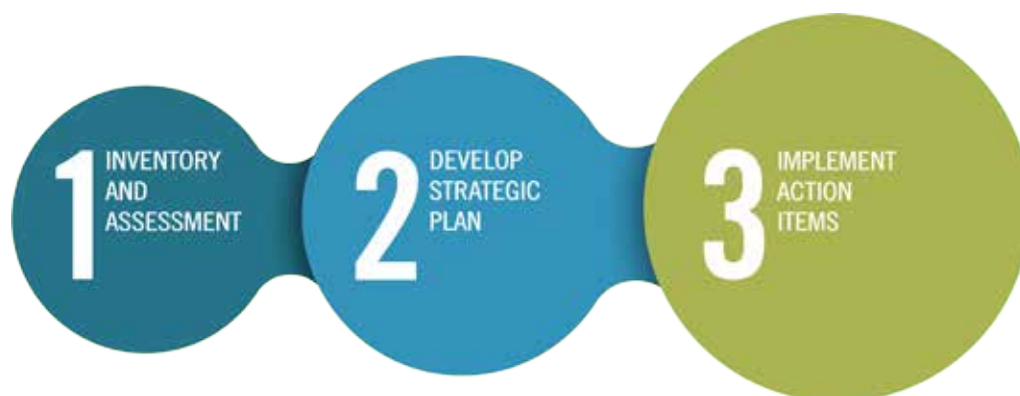 1
INVENTORY
AND
ASSESSMENT
2
DEVELOP
STRATEGIC
PLAN
3
IMPLEMENT
ACTION
ITEMS